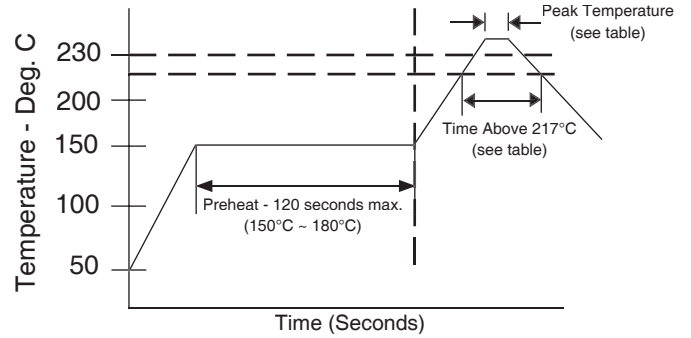 Peak Temperature
(see table)
230
200
150
100
50
Temperature - Deg. C
Time Above 217°C
(see table)
Preheat - 120 seconds max.
(150°C ~ 180°C)
Time (Seconds)